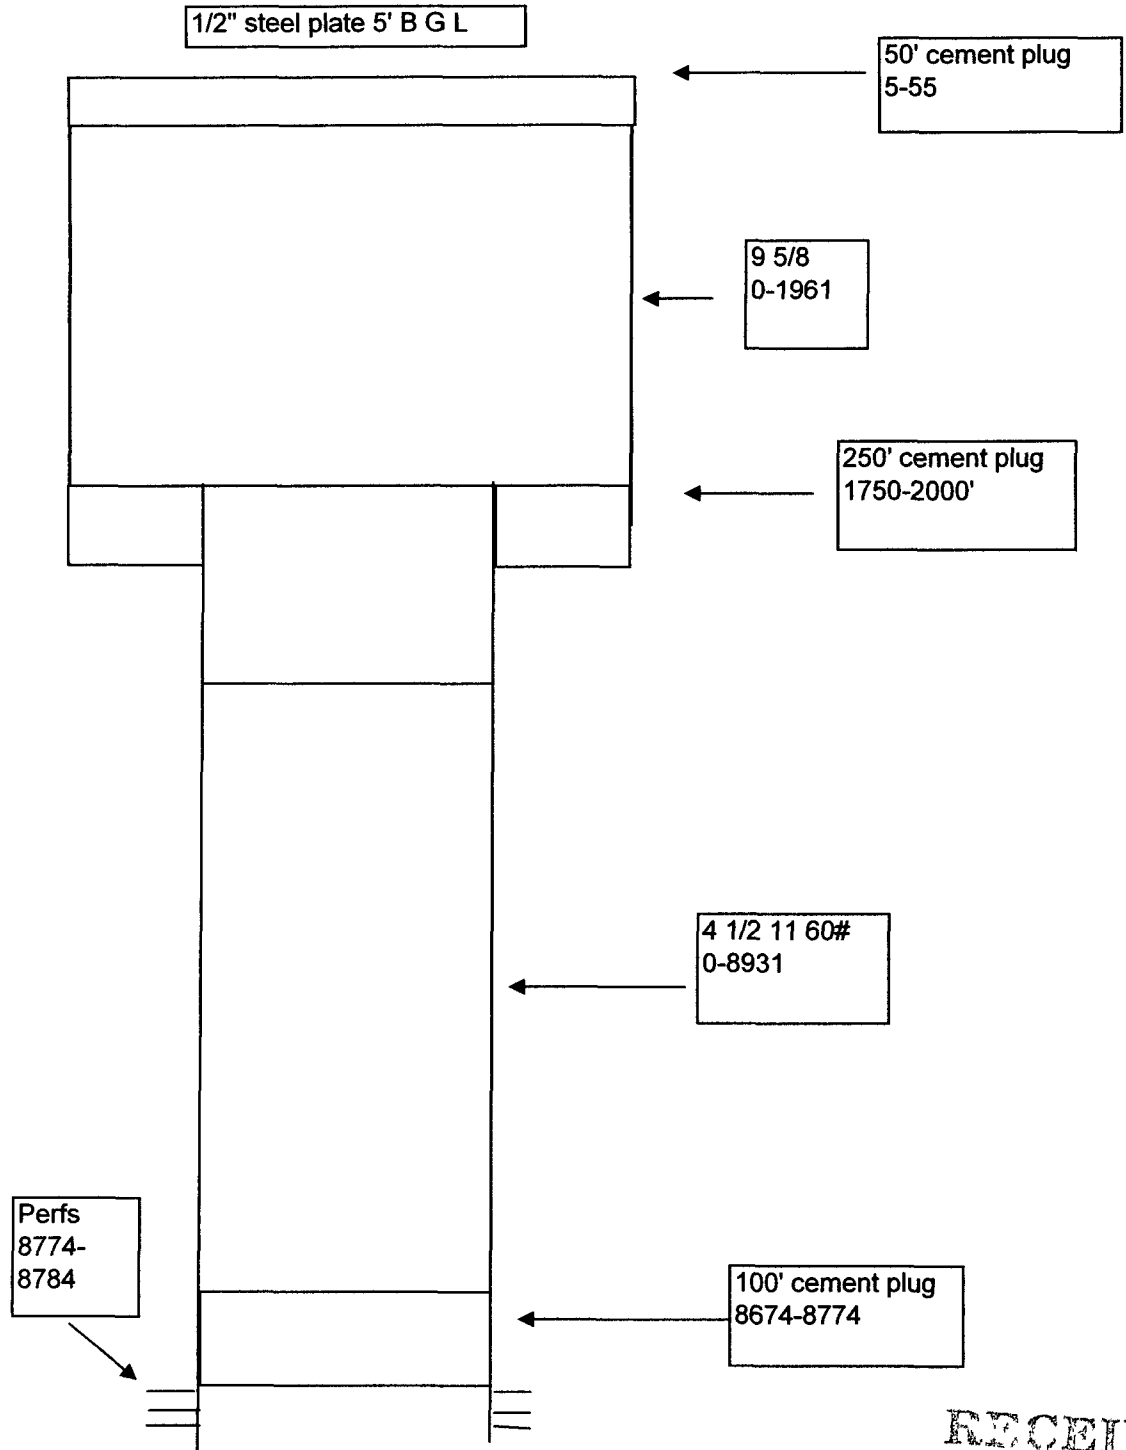 1/2" steel plate 5' B G L
50' cement plug
5-55
9 5/8
0-1961
250' cement plug
1750-2000'
4 1/2 11 60#
0-8931
Perfs
8774-
8784
100' cement plug
8674-8774